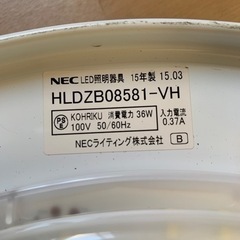 NEC LED照明器具 15年製 15.03
HLDZB08581-VH
PS E KOHRIKU 消費電力 36W 入力電流
100V 50/60Hz 0.37A
NECライティング株式会社 B